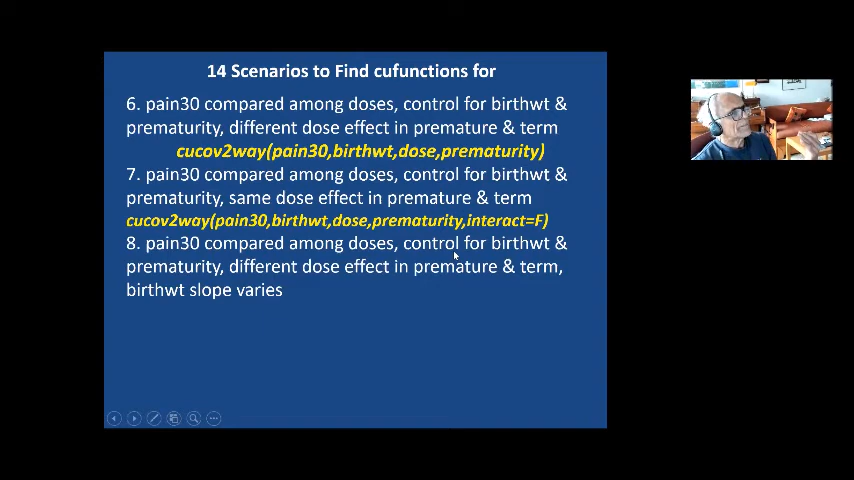 14 Scenarios to Find cufunctions for
6. pain30 compared among doses, control for birthwt &
prematurity, different dose effect in premature & term
cucov2way(pain30,birthwt,dose,prematurity)
7. pain30 compared among doses, control for birthwt &
prematurity, same dose effect in premature & term
cucov2way(pain30,birthwt,dose,prematurity,interact=F)
8. pain30 compared among doses, control for birthwt &
prematurity, different dose effect in premature & term,
birthwt slope varies